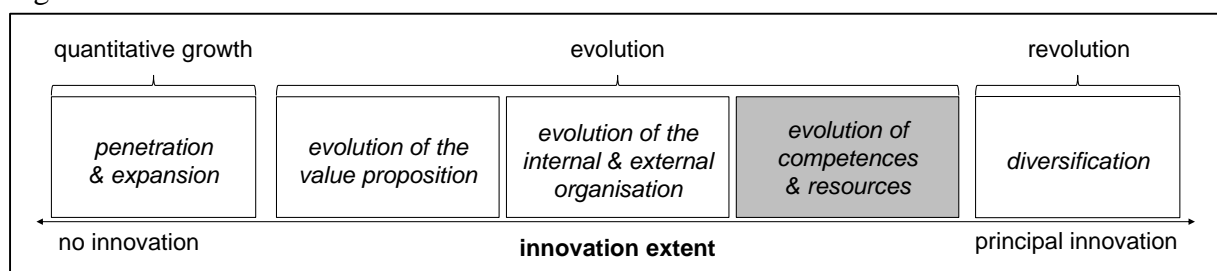 quantitative growth
evolution
revolution
penetration
& expansion
evolution of the
value proposition
evolution of the
internal & external
organisation
evolution of
competences
& resources
diversification
no innovation
innovation extent
principal innovation